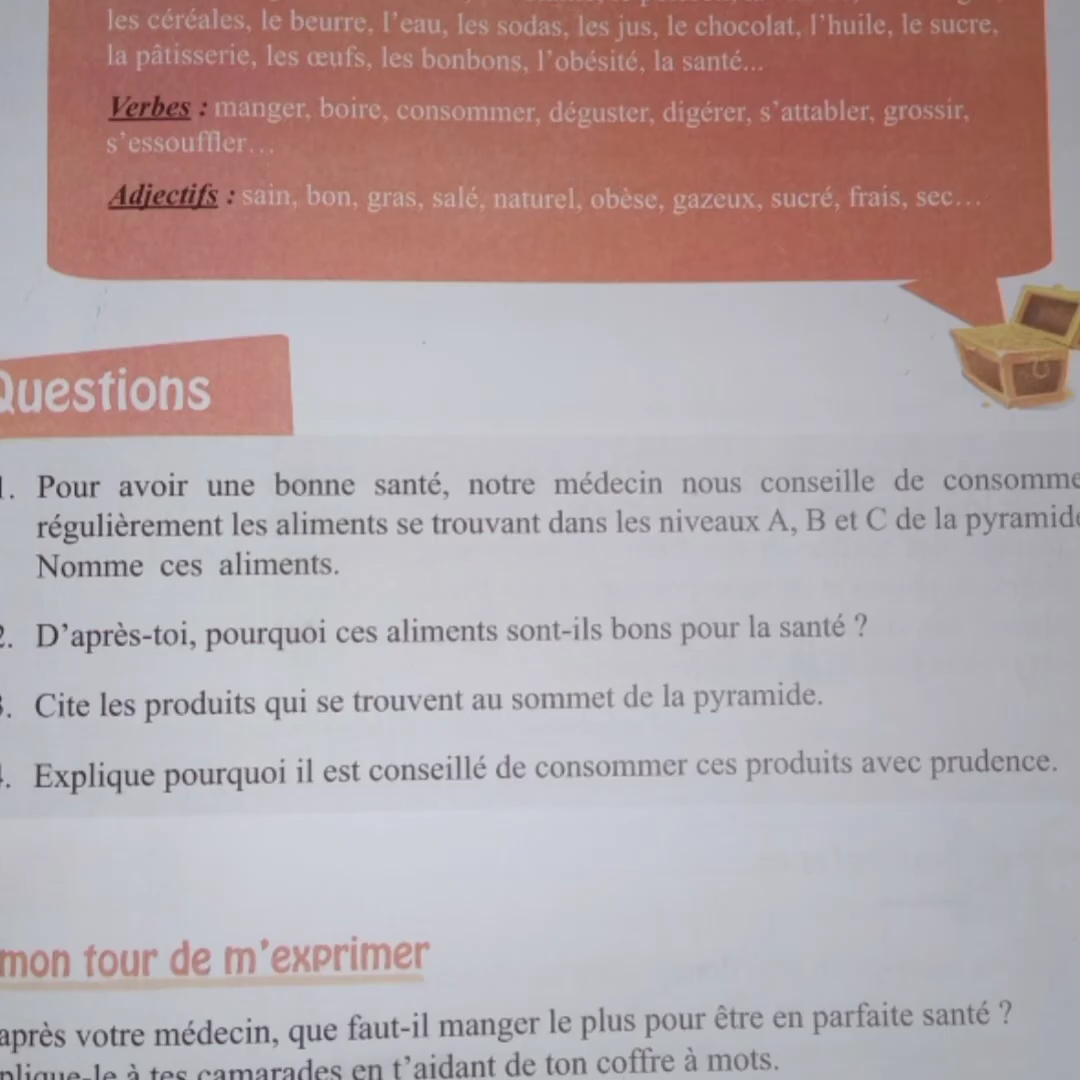 les céréales, le beurre, l'eau, les sodas, les jus, le chocolat, l'huile, le sucre,
la pâtisserie, les œufs, les bonbons, l'obésité, la santé...
Verbes : manger, boire, consommer, déguster, digérer, s'attabler, grossir,
s'essouffler...
Adjectifs : sain, bon, gras, salé, naturel, obèse, gazeux, sucré, frais, sec...
Questions
1. Pour avoir une bonne santé, notre médecin nous conseille de consomme
régulièrement les aliments se trouvant dans les niveaux A, B et C de la pyramide
Nomme ces aliments.
2. D'après-toi, pourquoi ces aliments sont-ils bons pour la santé ?
3. Cite les produits qui se trouvent au sommet de la pyramide.
4. Explique pourquoi il est conseillé de consommer ces produits avec prudence.
mon tour de m'exprimer
après votre médecin, que faut-il manger le plus pour être en parfaite santé ?
plique-le à tes camarades en t'aidant de ton coffre à mots.